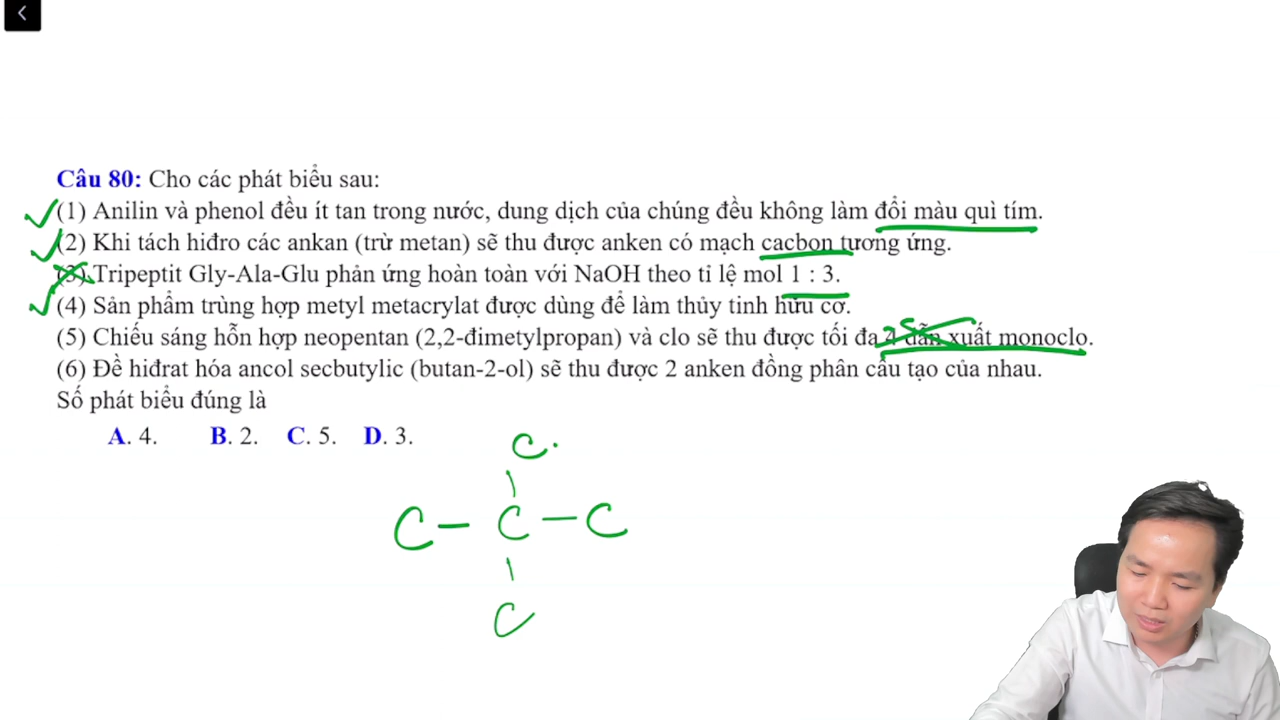 Câu 80: Cho các phát biểu sau:
(1) Anilin và phenol đều ít tan trong nước, dung dịch của chúng đều không làm đổi màu quì tím.
(2) Khi tách hiđro các ankan (trừ metan) sẽ thu được anken có mạch cacbon tương ứng.
(3) Tripeptit Gly-Ala-Glu phản ứng hoàn toàn với NaOH theo tỉ lệ mol 1 : 3.
(4) Sản phẩm trùng hợp metyl metacrylat được dùng để làm thủy tinh hữu cơ.
(5) Chiếu sáng hỗn hợp neopentan (2,2-đimetylpropan) và clo sẽ thu được tối đa 4 dẫn xuất monoclo.
(6) Đề hiđrat hóa ancol secbutylic (butan-2-ol) sẽ thu được 2 anken đồng phân cấu tạo của nhau.
Số phát biểu đúng là
A. 4. B. 2. C. 5. D. 3.
C
C - C - C
C